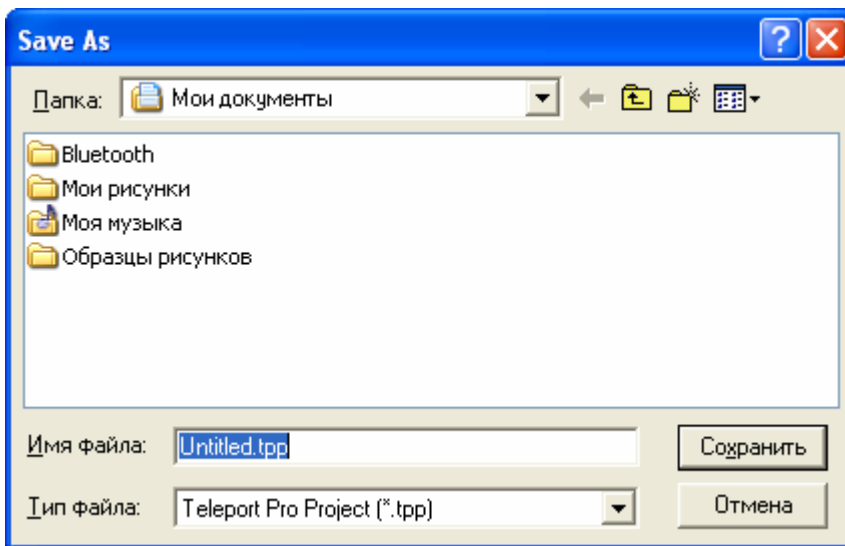 Save As
Папка: Мои документы
Bluetooth
Мои рисунки
Моя музыка
Образцы рисунков
Имя файла: Untitled.tpp Сохранить
Тип файла: Teleport Pro Project (*.tpp) Отмена